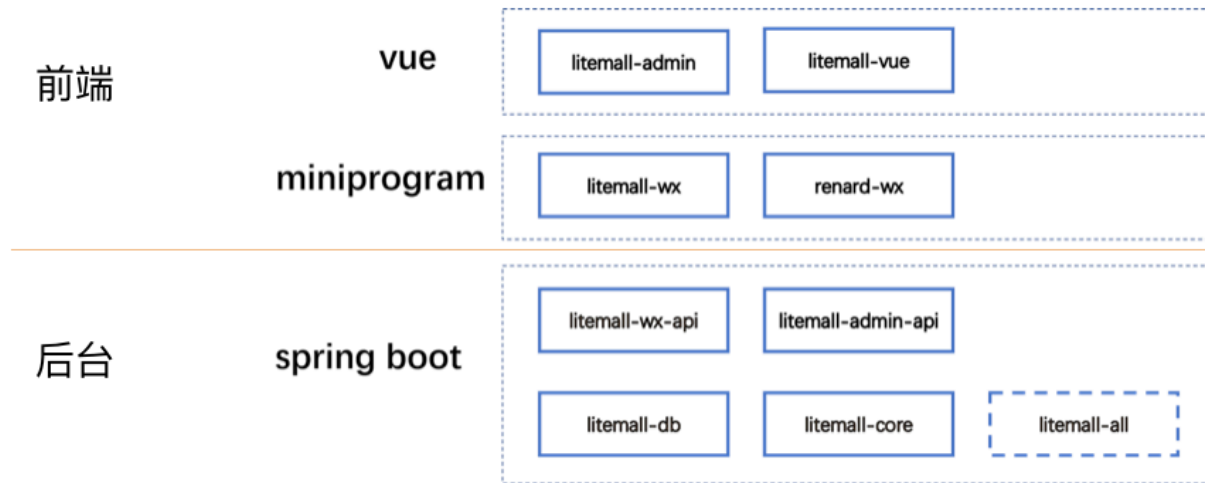 vue
litemall-admin
litemall-vue
前端
miniprogram
litemall-wx
renard-wx
后台
spring boot
litemall-wx-api
litemall-admin-api
litemall-db
litemall-core
litemall-all